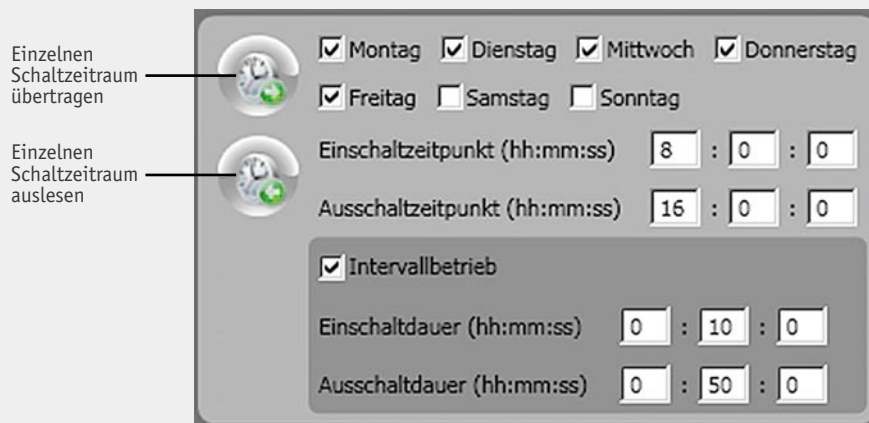 Einzelnen
Schaltzeitraum
übertragen
Einzelnen
Schaltzeitraum
auslesen
Montag Dienstag Mittwoch Donnerstag
Freitag Samstag Sonntag
Einschaltzeitpunkt (hh:mm:ss) 8 : 0 : 0
Ausschaltzeitpunkt (hh:mm:ss) 16 : 0 : 0
Intervallbetrieb
Einschaltdauer (hh:mm:ss) 0 : 10 : 0
Ausschaltdauer (hh:mm:ss) 0 : 50 : 0